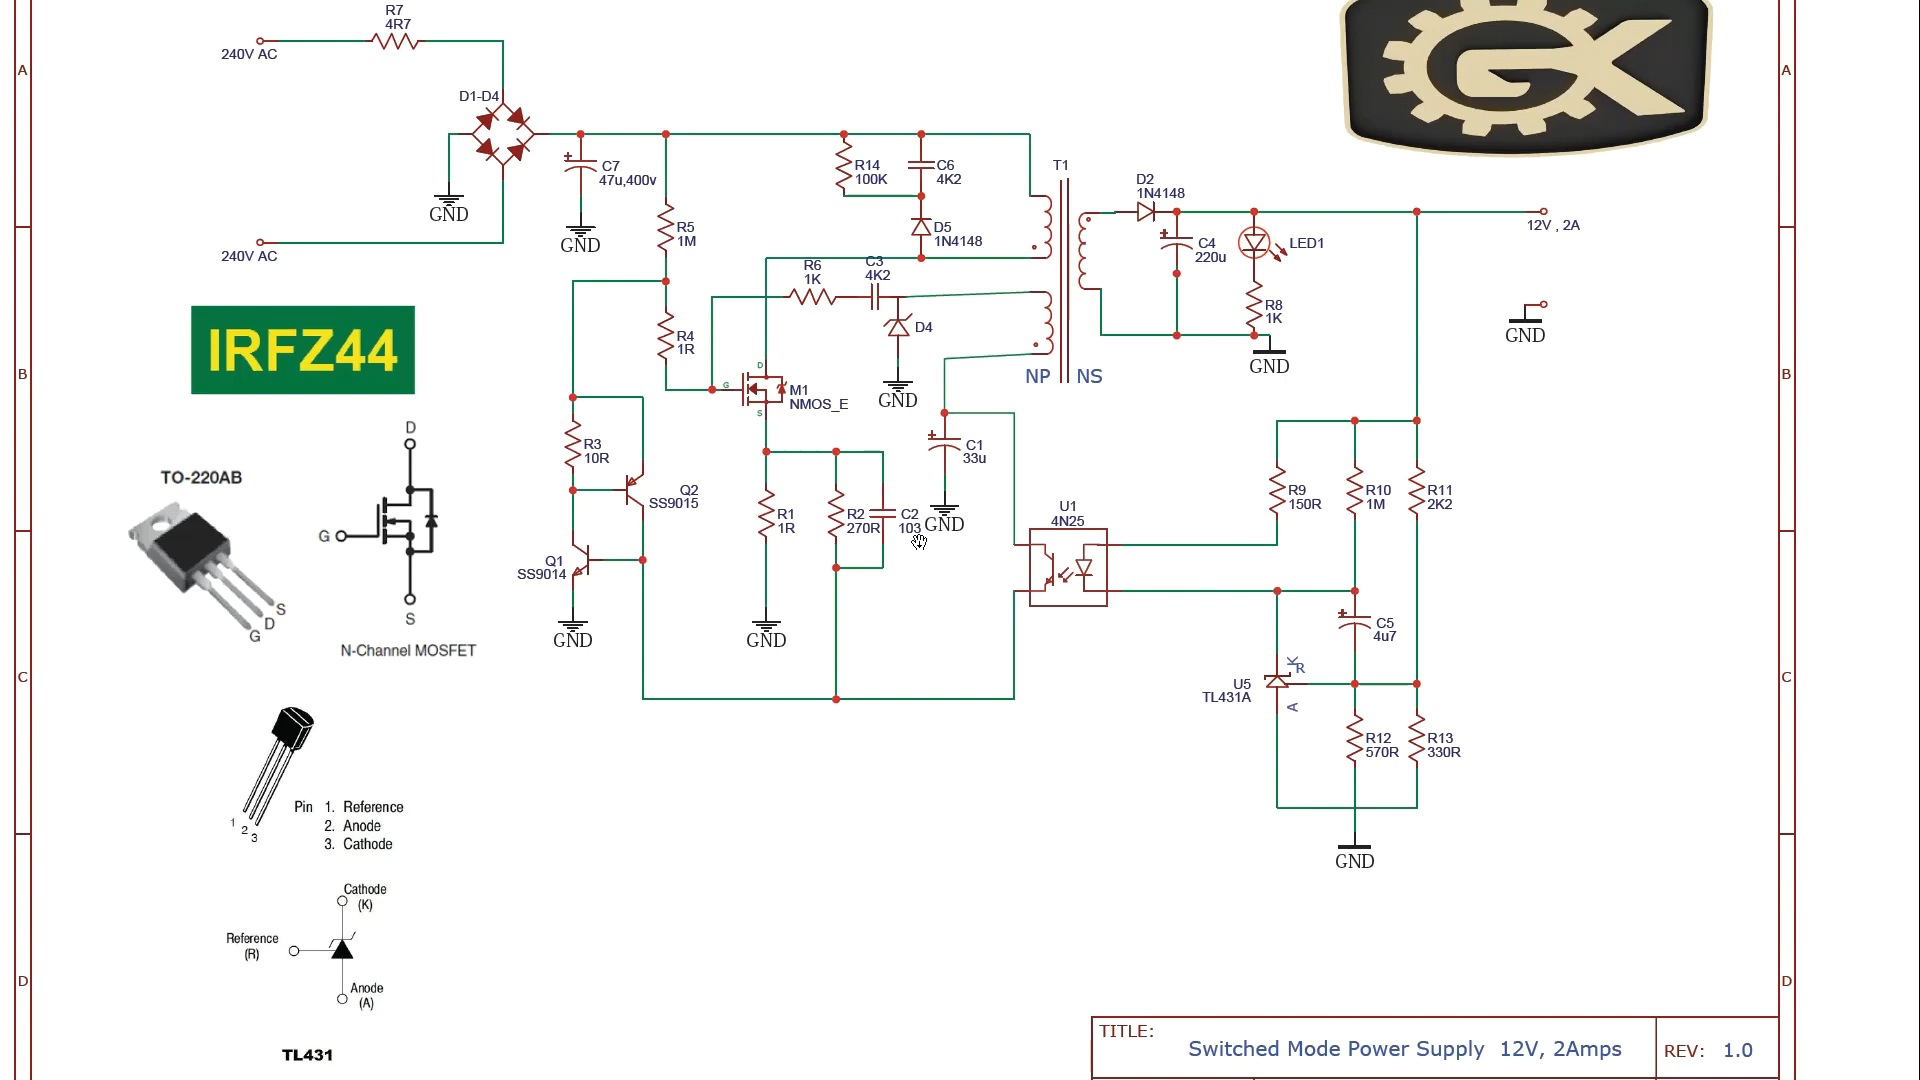 R7
4R7
240V AC
D1-D4
240V AC
GND
C7
47u,400v
GND
R5
1M
R14
100K
C6
4K2
D5
1N4148
T1
D2
1N4148
C4
220u
LED1
R8
1K
GND
12V , 2A
GND
GK
A
A
B
B
C
C
D
D
R6
1K
C3
4K2
D4
GND
R4
1R
D
G
S
M1
NMOS_E
NP
NS
C1
33u
GND
R3
10R
Q2
SS9015
Q1
SS9014
GND
R1
1R
GND
R2
270R
C2
103
U1
4N25
R9
150R
R10
1M
R11
2K2
C5
4u7
U5
TL431A
K
R
A
R12
570R
R13
330R
GND
IRFZ44
TO-220AB
G
D
S
D
G
S
N-Channel MOSFET
1
2
3
Pin 1. Reference
2. Anode
3. Cathode
Cathode
(K)
Reference
(R)
Anode
(A)
TL431
TITLE:
Switched Mode Power Supply 12V, 2Amps
REV: 1.0